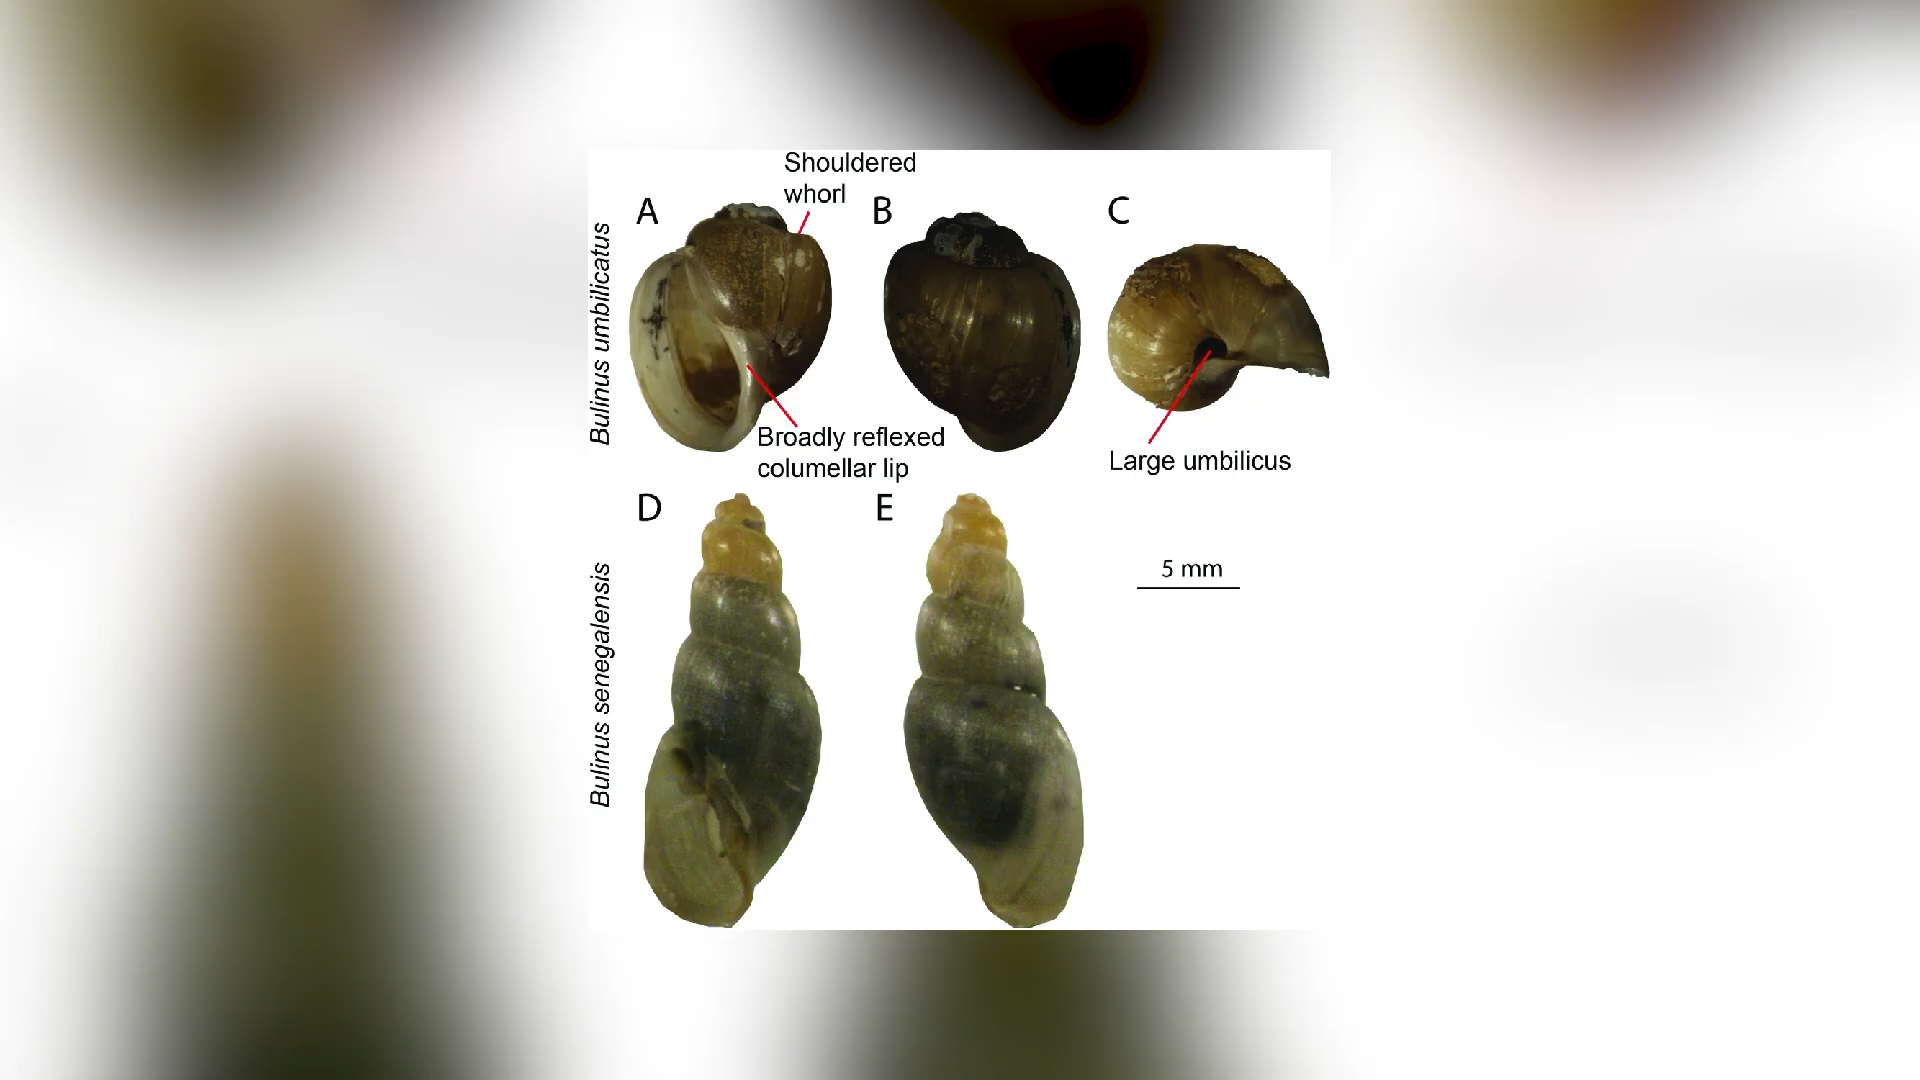 Shouldered
whorl
A
B
C
Bulinus umbilicatus
Broadly reflexed
columellar lip
Large umbilicus
D
E
Bulinus senegalensis
5 mm